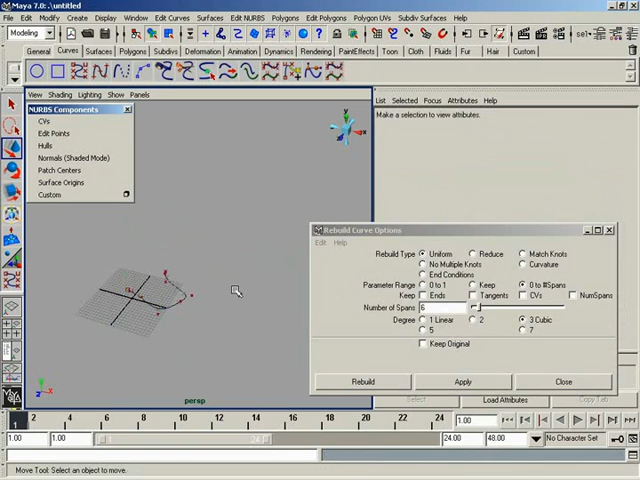 Maya 7.0: .\untitled
File Edit Modify Create Display Window Edit Curves Surfaces Edit NURBS Polygons Edit Polygons Polygon UVs Subdiv Surfaces Deformation
Modeling
sel
General Curves Surfaces Polygons Subdivs Deformation Animation Dynamics Rendering PaintEffects Toon Cloth Fluids Fur Hair Custom
View Shading Lighting Show Panels
List Selected Focus Attributes Help
NURBS Components
CVs
Edit Points
Hulls
Normals (Shaded Mode)
Patch Centers
Surface Origins
Custom
y
x
z
Make a selection to view attributes.
Rebuild Curve Options
Edit Help
Rebuild Type Uniform Reduce Match Knots
No Multiple Knots Curvature
End Conditions
Parameter Range 0 to 1 Keep 0 to #Spans
Keep Ends Tangents CVs NumSpans
Number of Spans 6
Degree 1 Linear 2 3 Cubic
5 7
Keep Original
Rebuild Apply Close
persp
Select Load Attributes Copy Tab
1 2 4 6 8 10 12 14 16 18 20 22 24 1.00
1.00 1.00 24.00 48.00 No Character Set
Move Tool: Select an object to move.